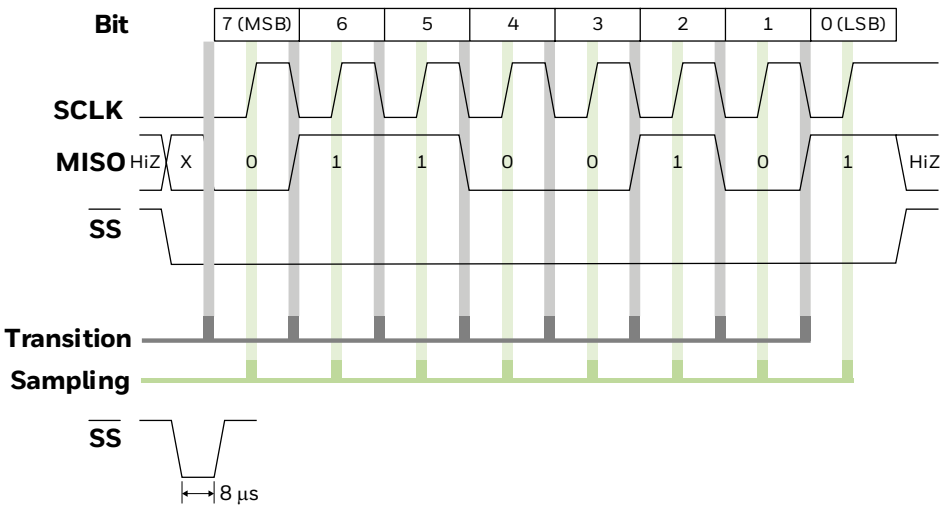 Bit 7 (MSB) 6 5 4 3 2 1 0 (LSB)
SCLK
MISO HiZ X 0 1 1 0 0 1 0 1 HiZ
SS
Transition
Sampling
SS
8 μs